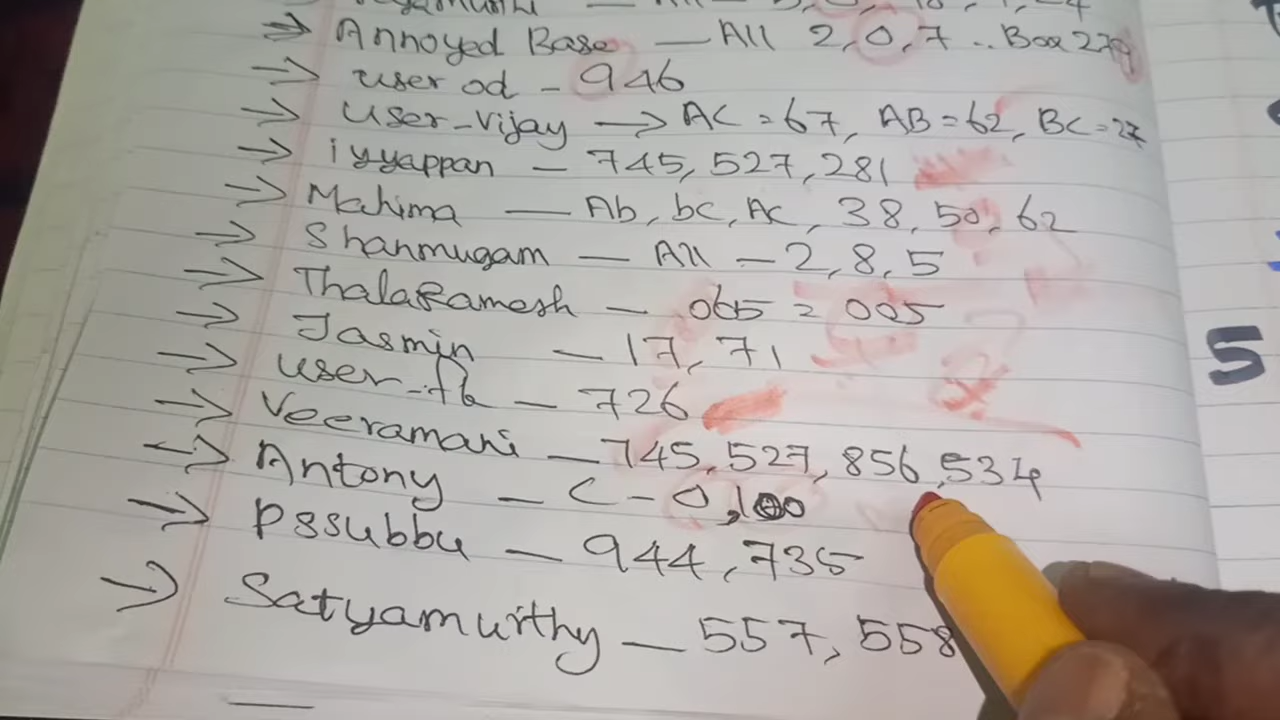 → Annoyed Base — All 2,0,7 .. Box 279
→ user od - 946
→ User-vijay → AC = 67, AB = 62, BC = 27
→ iyyappan - 745, 527, 281
→ Mahima — Ab, bc, Ac, 38, 50, 62
→ Shanmugam — All - 2, 8, 5
→ ThalaRamesh - 065 = 005
→ Jasmin - 17, 71
→ user-fk - 726
→ Veeramani - 745, 527, 856, 534
→ Antony - C - 0, 100
→ pssubbu - 944, 735
→ Satyamurthy - 557, 558
5